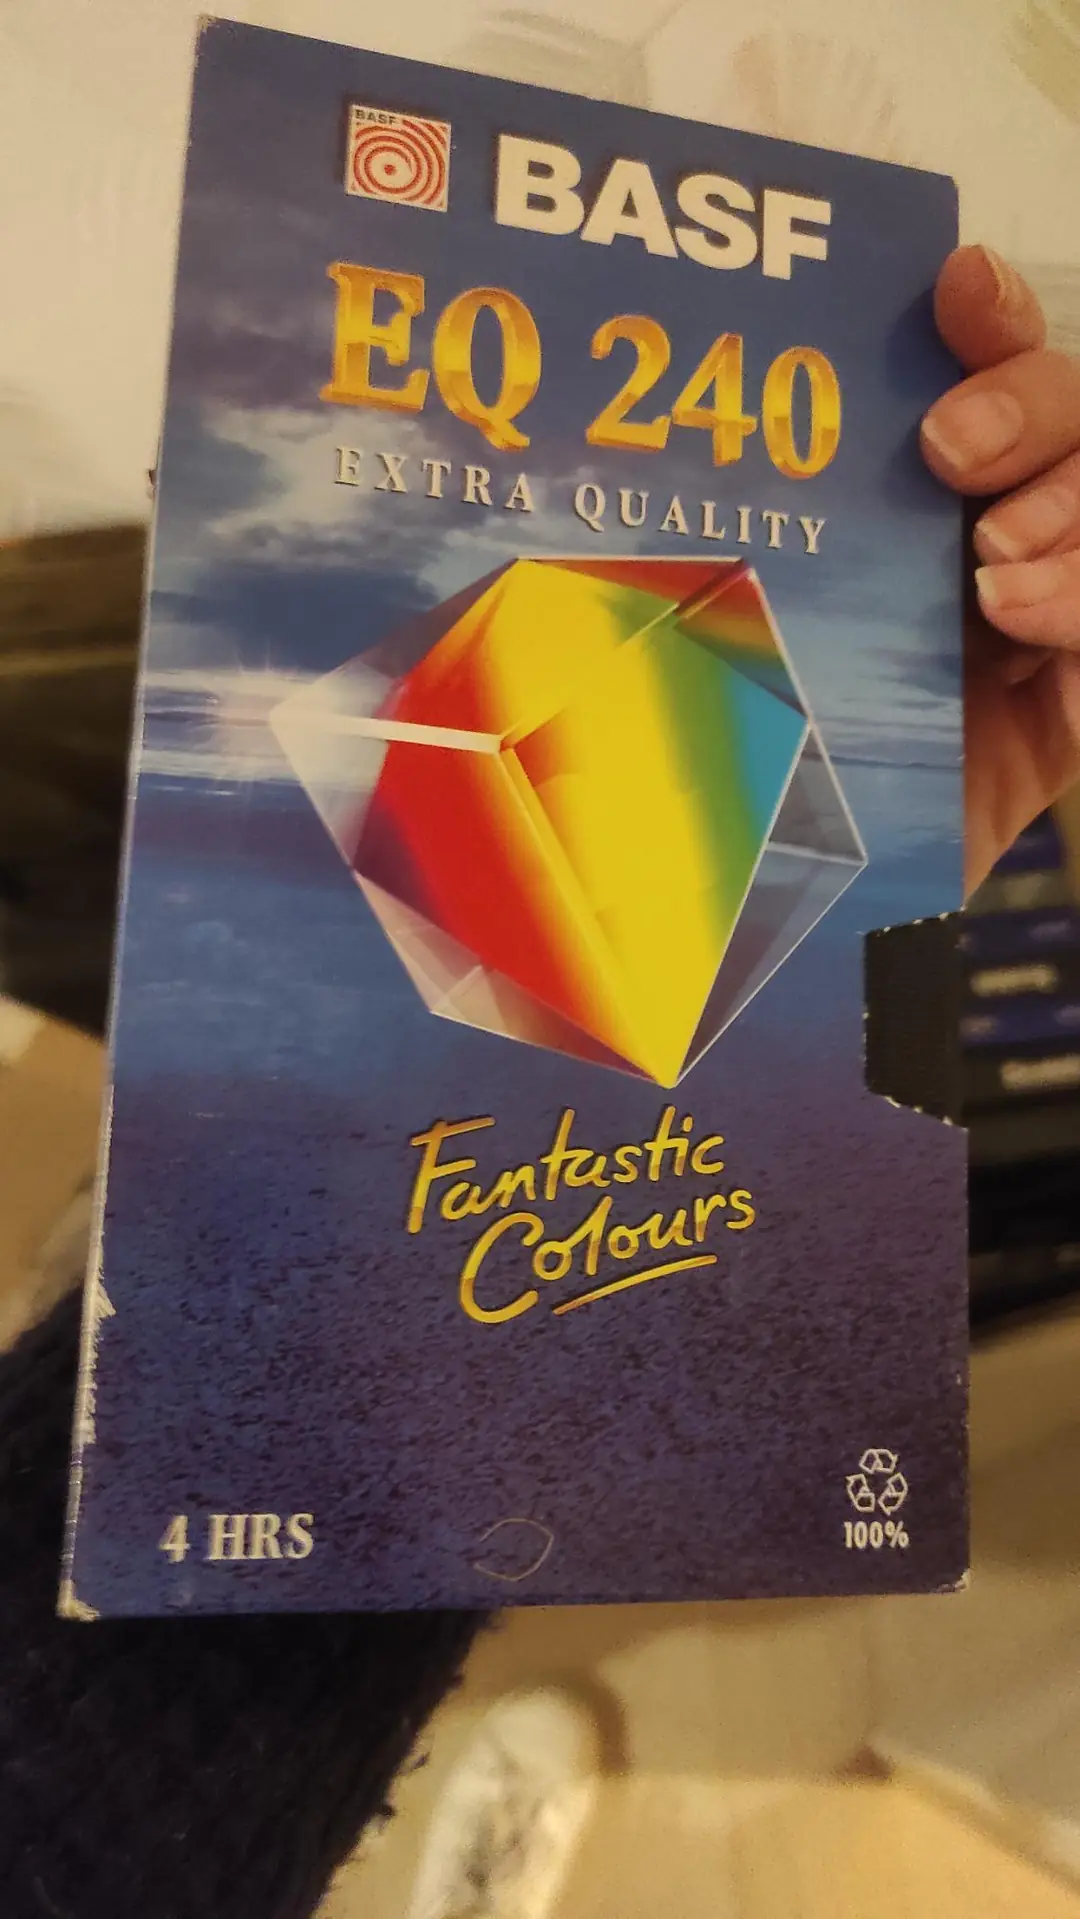 BASF
BASF
EQ 240
EXTRA QUALITY
Fantastic
Colours
4 HRS
100%